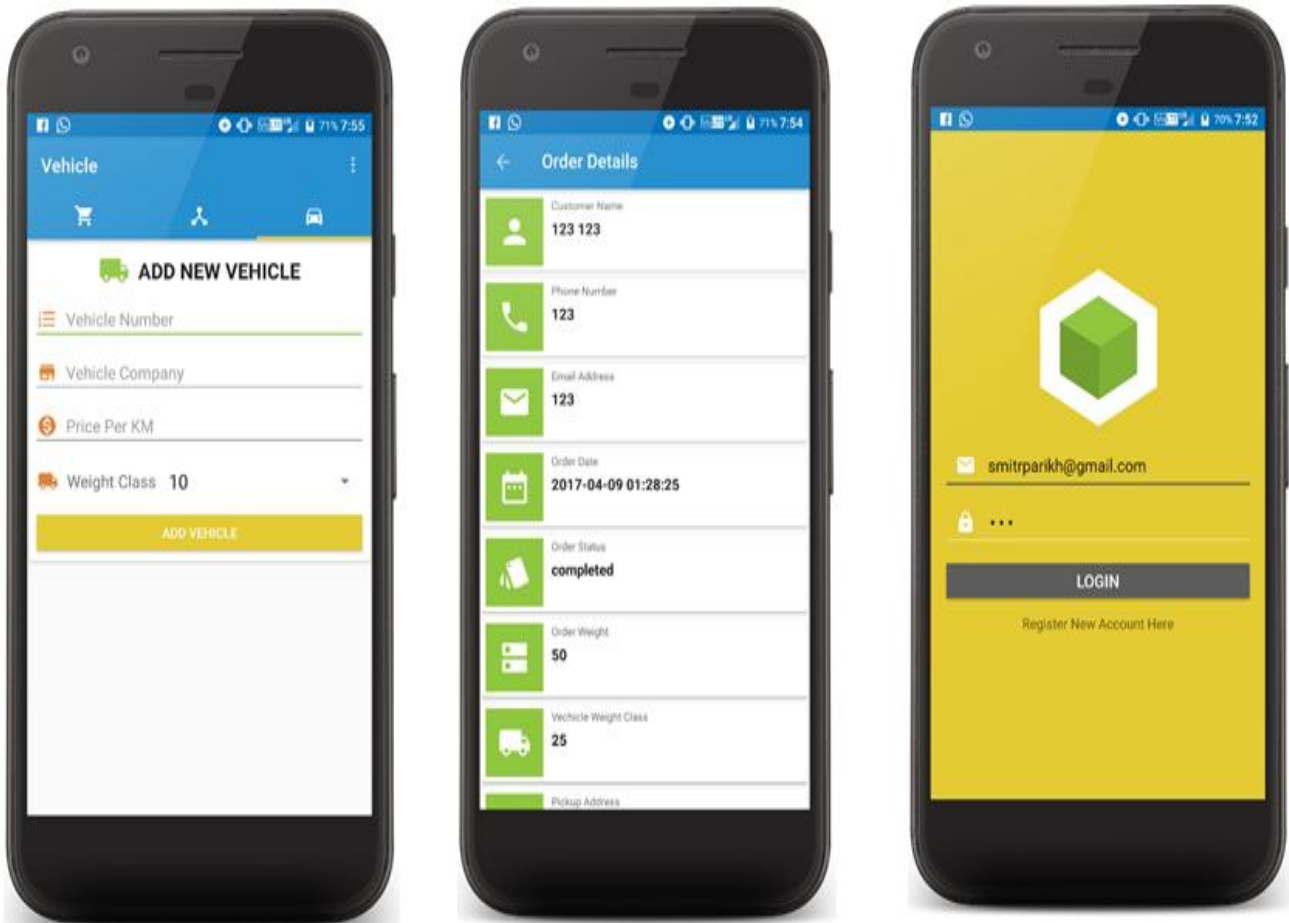 71% 7:55
Vehicle
ADD NEW VEHICLE
Vehicle Number
Vehicle Company
Price Per KM
Weight Class 10
ADD VEHICLE
71% 7:54
Order Details
Customer Name
123 123
Phone Number
123
Email Address
123
Order Date
2017-04-09 01:28:25
Order Status
completed
Order Weight
50
Vechicle Weight Class
25
Pickup Address
70% 7:52
smitrparikh@gmail.com
LOGIN
Register New Account Here